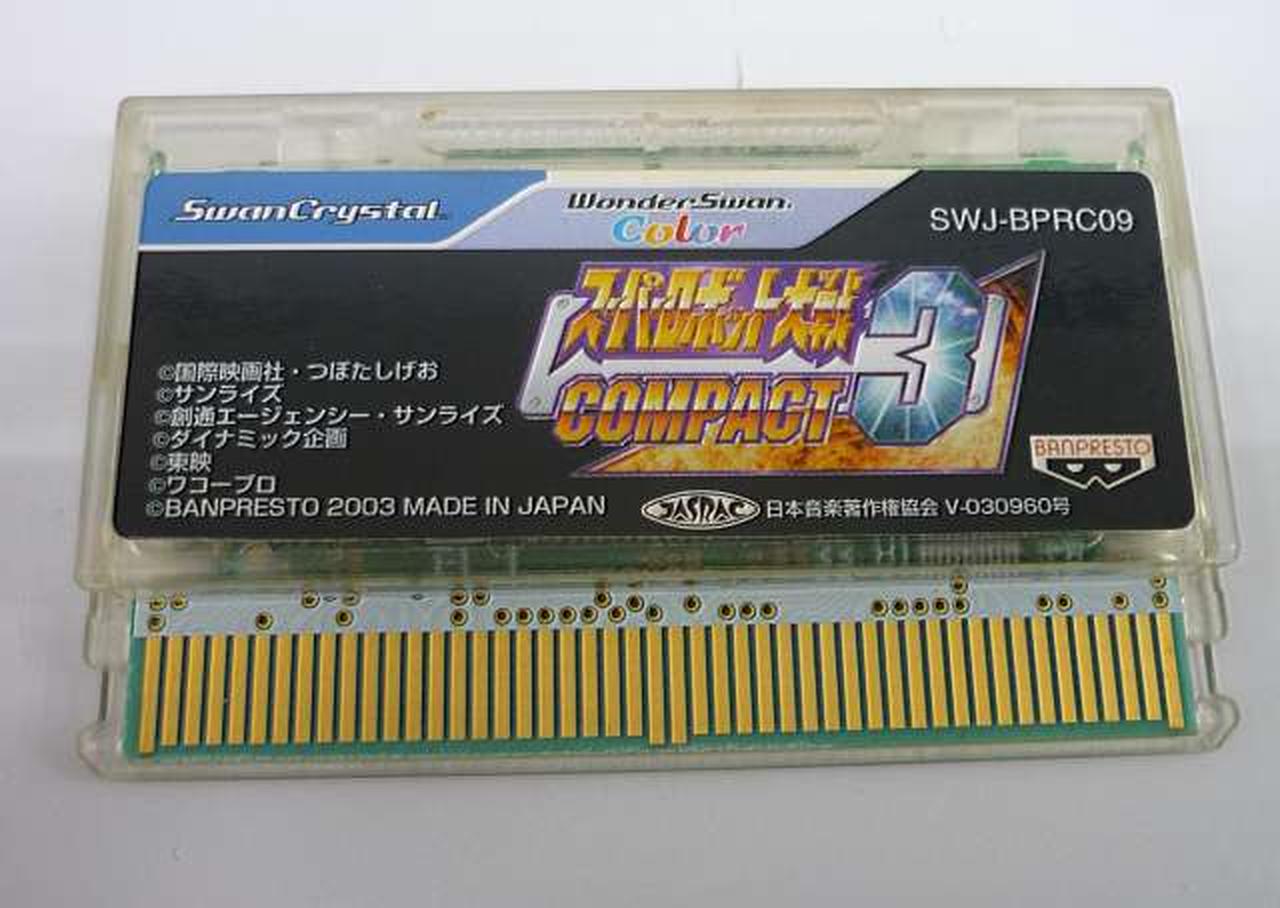 SwanCrystal™
WonderSwan™
Color
SWJ-BPRC09
スーパーロボット大戦
COMPACT 3
©国際映画社・つぼたしげお
©サンライズ
©創通エージェンシー・サンライズ
©ダイナミック企画
©東映
©ワコープロ
©BANPRESTO 2003 MADE IN JAPAN
JASRAC
日本音楽著作権協会 V-030960号
BANPRESTO